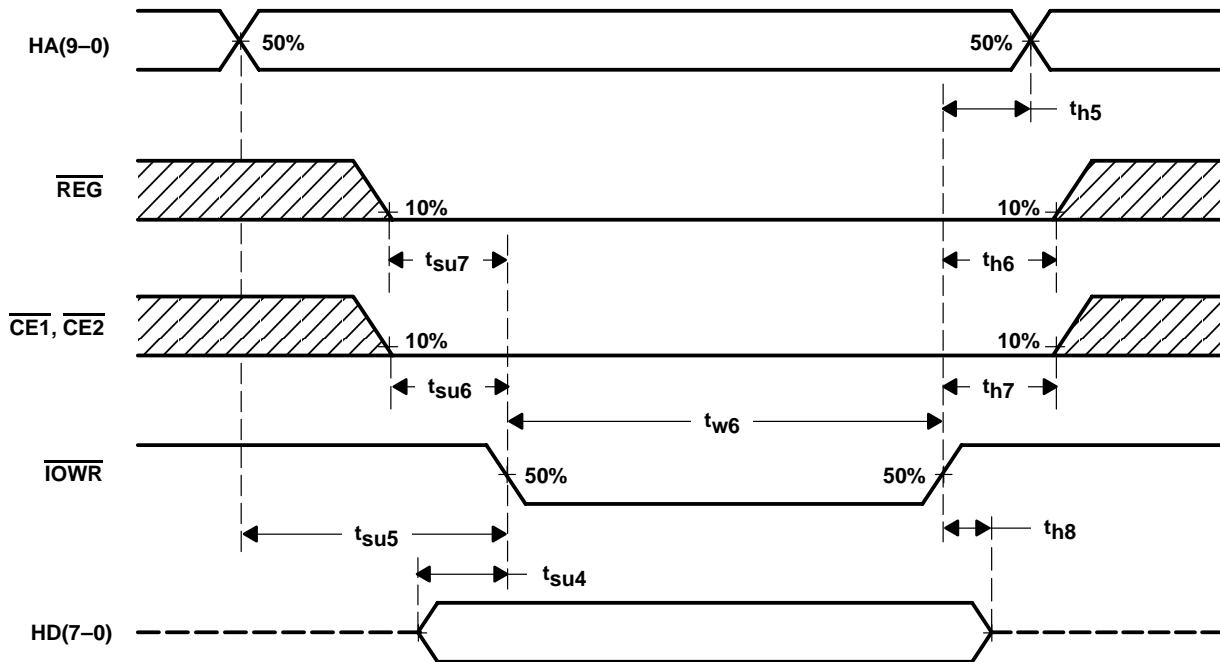 HA(9–0)
50%
50%
th5
REG
10%
10%
tsu7
th6
CE1, CE2
10%
10%
tsu6
th7
tw6
IOWR
50%
50%
tsu5
th8
tsu4
HD(7–0)